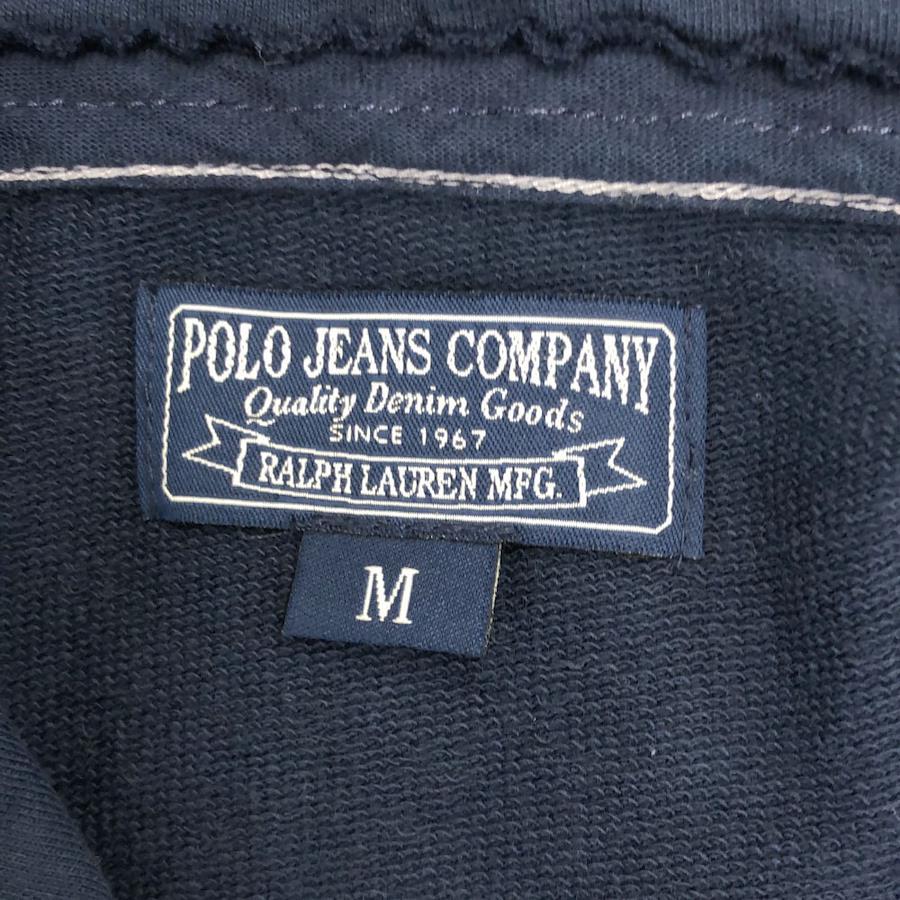 POLO JEANS COMPANY
Quality Denim Goods
SINCE 1967
RALPH LAUREN MFG.
M